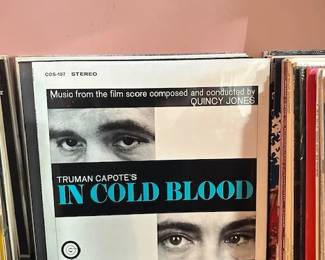 COS-107 STEREO
Music from the film score composed and conducted by
QUINCY JONES
TRUMAN CAPOTE'S
IN COLD BLOOD